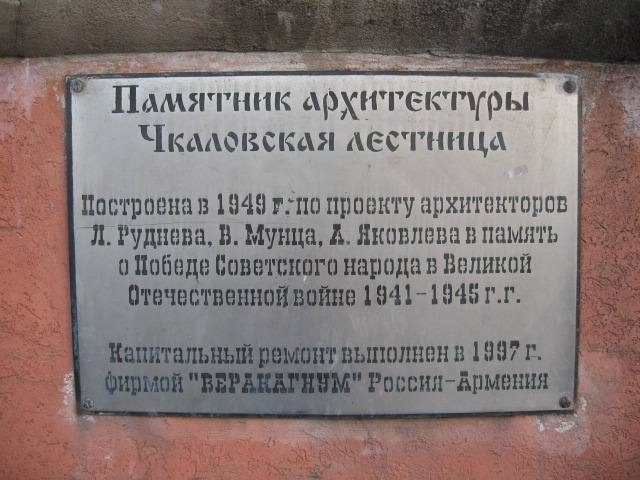 Памятник архитектуры
Чкаловская лестница
Построена в 1949 г. по проекту архитекторов
Л. Руднева, В. Мунца, А. Яковлева в память
о Победе Советского народа в Великой
Отечественной войне 1941-1945 г.г.
Капитальный ремонт выполнен в 1997 г.
фирмой "ВЕРАКАГНУМ" Россия-Армения